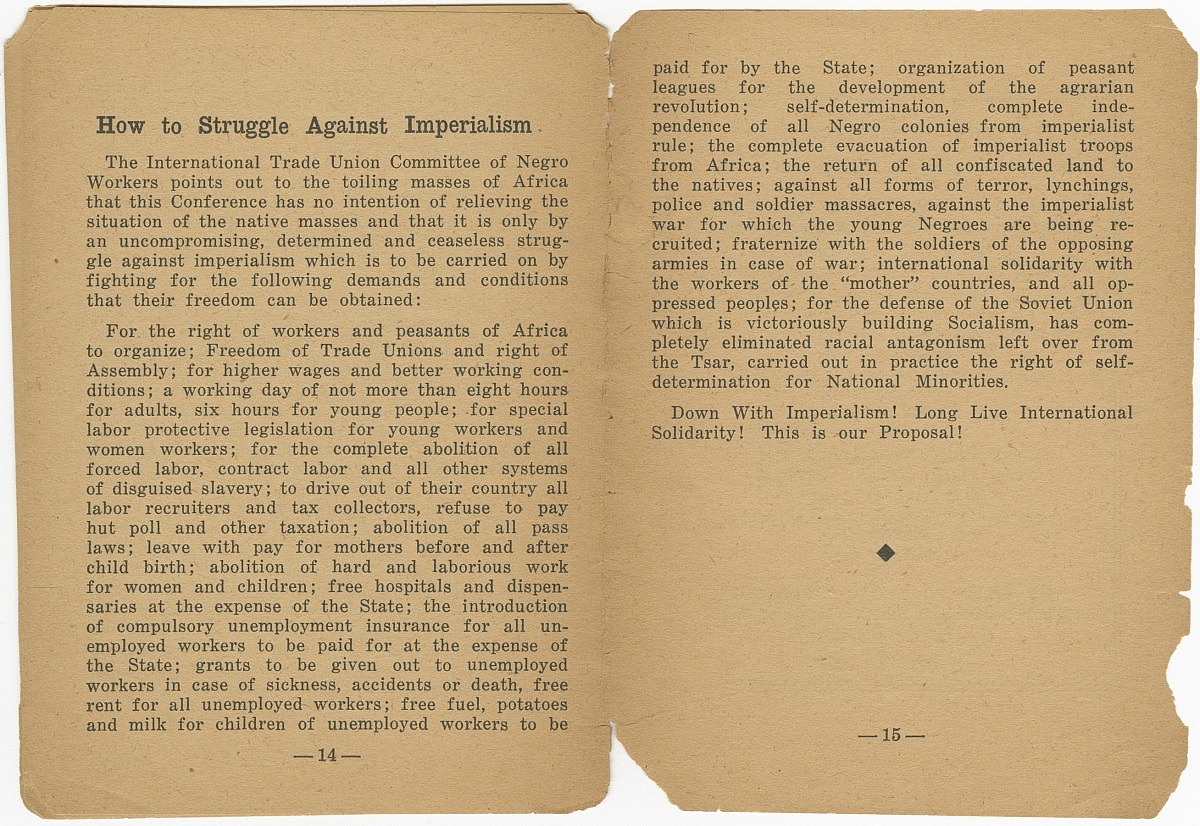 How to Struggle Against Imperialism
The International Trade Union Committee of Negro
Workers points out to the toiling masses of Africa
that this Conference has no intention of relieving the
situation of the native masses and that it is only by
an uncompromising, determined and ceaseless strug-
gle against imperialism which is to be carried on by
fighting for the following demands and conditions
that their freedom can be obtained:
For the right of workers and peasants of Africa
to organize; Freedom of Trade Unions and right of
Assembly; for higher wages and better working con-
ditions; a working day of not more than eight hours
for adults, six hours for young people; for special
labor protective legislation for young workers and
women workers; for the complete abolition of all
forced labor, contract labor and all other systems
of disguised slavery; to drive out of their country all
labor recruiters and tax collectors, refuse to pay
hut poll and other taxation; abolition of all pass
laws; leave with pay for mothers before and after
child birth; abolition of hard and laborious work
for women and children; free hospitals and dispen-
saries at the expense of the State; the introduction
of compulsory unemployment insurance for all un-
employed workers to be paid for at the expense of
the State; grants to be given out to unemployed
workers in case of sickness, accidents or death, free
rent for all unemployed workers; free fuel, potatoes
and milk for children of unemployed workers to be
— 14 —
paid for by the State; organization of peasant
leagues for the development of the agrarian
revolution; self-determination, complete inde-
pendence of all Negro colonies from imperialist
rule; the complete evacuation of imperialist troops
from Africa; the return of all confiscated land to
the natives; against all forms of terror, lynchings,
police and soldier massacres, against the imperialist
war for which the young Negroes are being re-
cruited; fraternize with the soldiers of the opposing
armies in case of war; international solidarity with
the workers of the “mother” countries, and all op-
pressed peoples; for the defense of the Soviet Union
which is victoriously building Socialism, has com-
pletely eliminated racial antagonism left over from
the Tsar, carried out in practice the right of self-
determination for National Minorities.
Down With Imperialism! Long Live International
Solidarity! This is our Proposal!
— 15 —